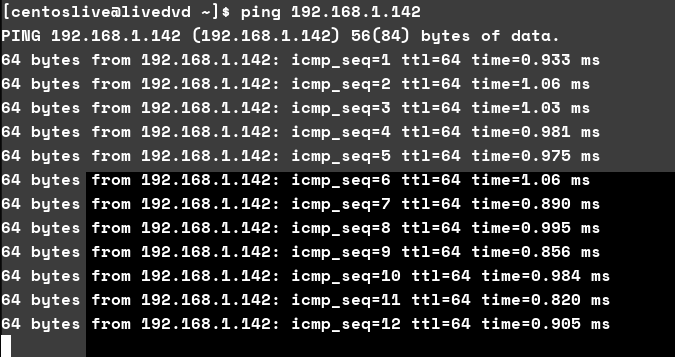 [centoslive@livedvd ~]$ ping 192.168.1.142
PING 192.168.1.142 (192.168.1.142) 56(84) bytes of data.
64 bytes from 192.168.1.142: icmp_seq=1 ttl=64 time=0.933 ms
64 bytes from 192.168.1.142: icmp_seq=2 ttl=64 time=1.06 ms
64 bytes from 192.168.1.142: icmp_seq=3 ttl=64 time=1.03 ms
64 bytes from 192.168.1.142: icmp_seq=4 ttl=64 time=0.981 ms
64 bytes from 192.168.1.142: icmp_seq=5 ttl=64 time=0.975 ms
64 bytes from 192.168.1.142: icmp_seq=6 ttl=64 time=1.06 ms
64 bytes from 192.168.1.142: icmp_seq=7 ttl=64 time=0.890 ms
64 bytes from 192.168.1.142: icmp_seq=8 ttl=64 time=0.995 ms
64 bytes from 192.168.1.142: icmp_seq=9 ttl=64 time=0.856 ms
64 bytes from 192.168.1.142: icmp_seq=10 ttl=64 time=0.984 ms
64 bytes from 192.168.1.142: icmp_seq=11 ttl=64 time=0.820 ms
64 bytes from 192.168.1.142: icmp_seq=12 ttl=64 time=0.905 ms